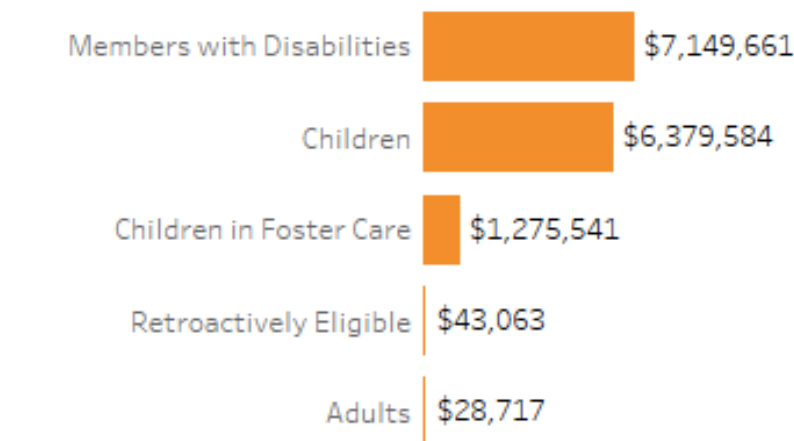 Members with Disabilities $7,149,661
Children $6,379,584
Children in Foster Care $1,275,541
Retroactively Eligible $43,063
Adults $28,717